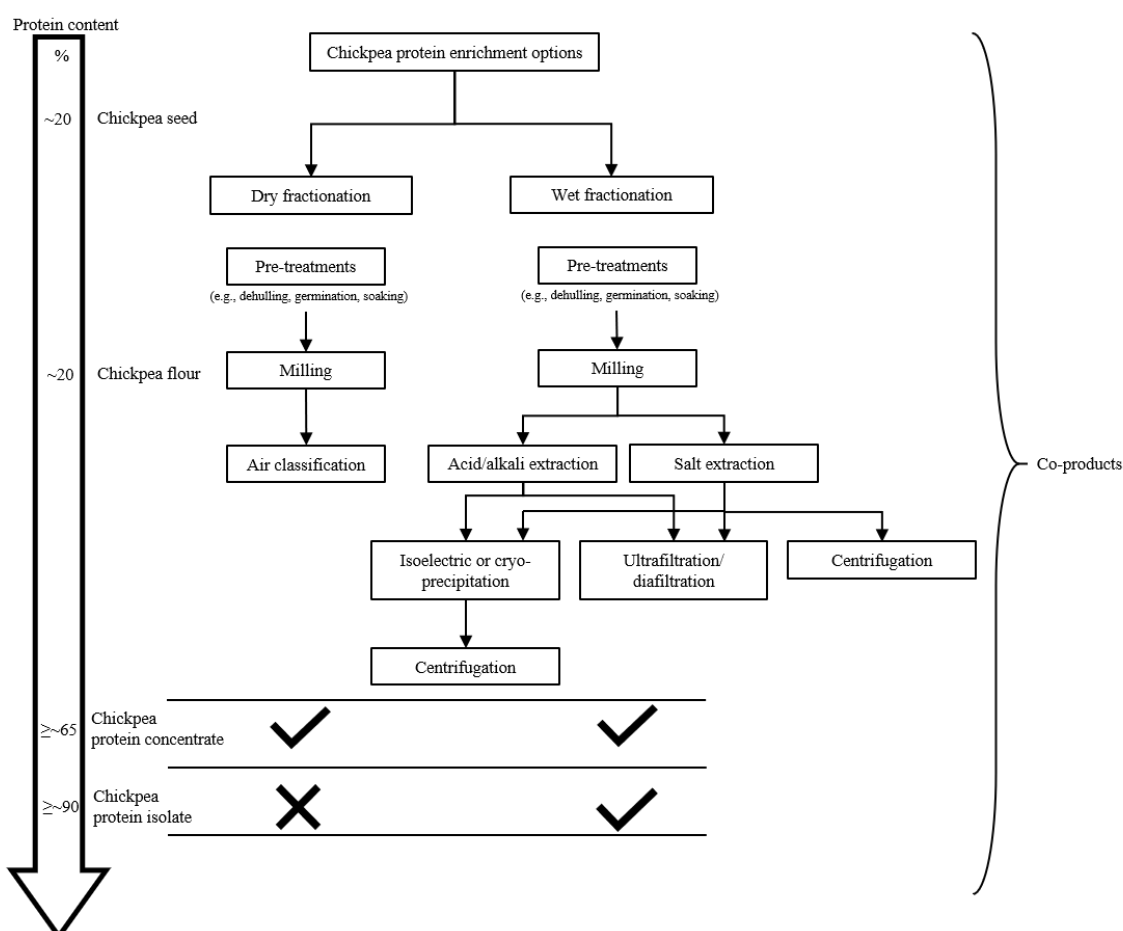 Protein content
%
Chickpea protein enrichment options
~20
Chickpea seed
Dry fractionation
Wet fractionation
Pre-treatments
(e.g., dehulling, germination, soaking)
Pre-treatments
(e.g., dehulling, germination, soaking)
~20
Chickpea flour
Milling
Milling
Air classification
Acid/alkali extraction
Salt extraction
Co-products
Isoelectric or cryo-
precipitation
Ultrafiltration/
diafiltration
Centrifugation
Centrifugation
≥~65
Chickpea
protein concentrate
≥~90
Chickpea
protein isolate